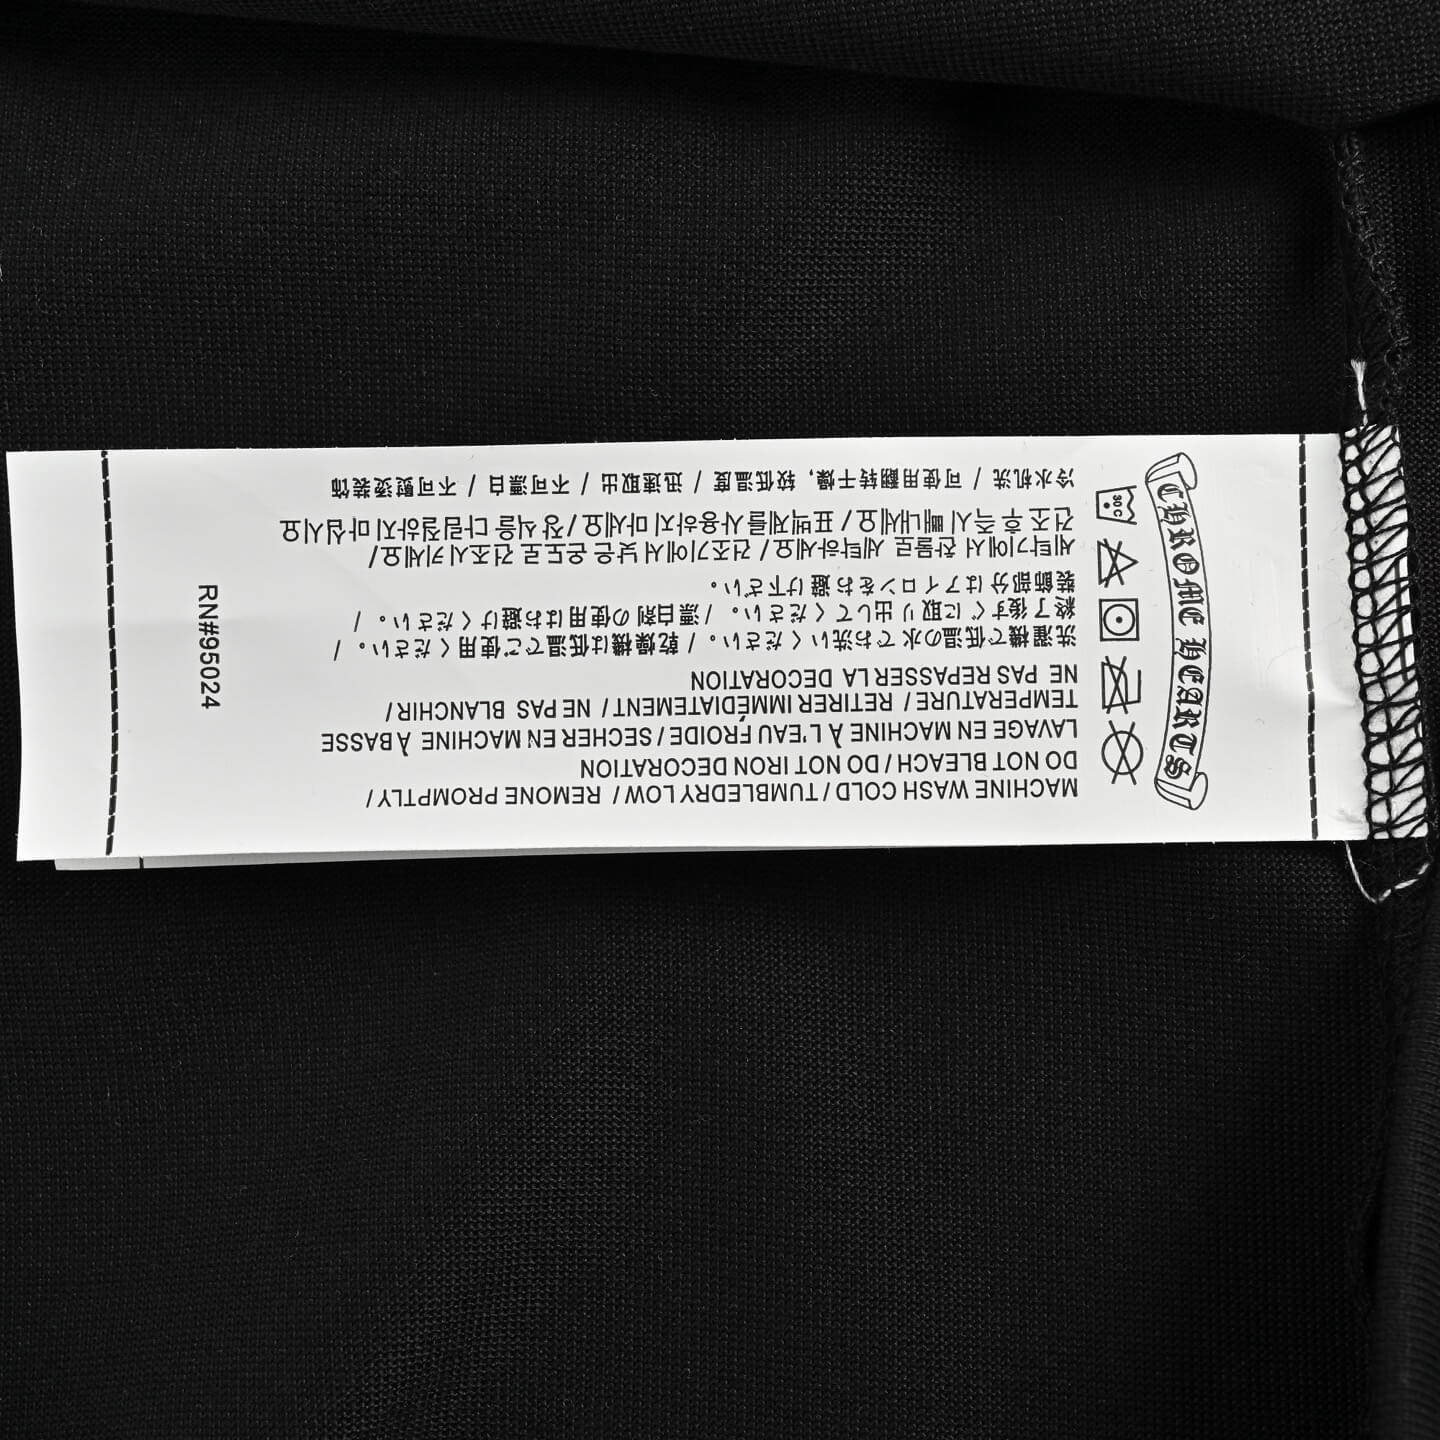 CHROME HEARTS
30C
MACHINE WASH COLD/TUMBLEDRY LOW/ REMONE PROMPTLY/
DO NOT BLEACH/DO NOT IRON DECORATION
LAVAGE EN MACHINE À L'EAU FROIDE/SECHER EN MACHINE À BASSE
TEMPERATURE/ RETIRER IMMÉDIATEMENT/ NE PAS BLANCHIR/
NE PAS REPASSER LA DECORATION
洗濯機で低温の水でお洗いください。/ 乾燥機は低温でご使用ください。/
終了後すぐに取り出してください。/ 漂白剤の使用はお避けください。/
装飾部分はアイロンをお避け下さい。
세탁기에서 찬물로 세탁하세요/ 건조기에서 낮은 온도로 건조시키세요/
건조 후 즉시 빼내세요/ 표백제를 사용하지 마세요/ 장식을 다림질하지 마십시오
冷水机洗 / 可使用翻转干燥，较低温度 / 迅速取出 / 不可漂白 / 不可熨烫装饰
RN#95024